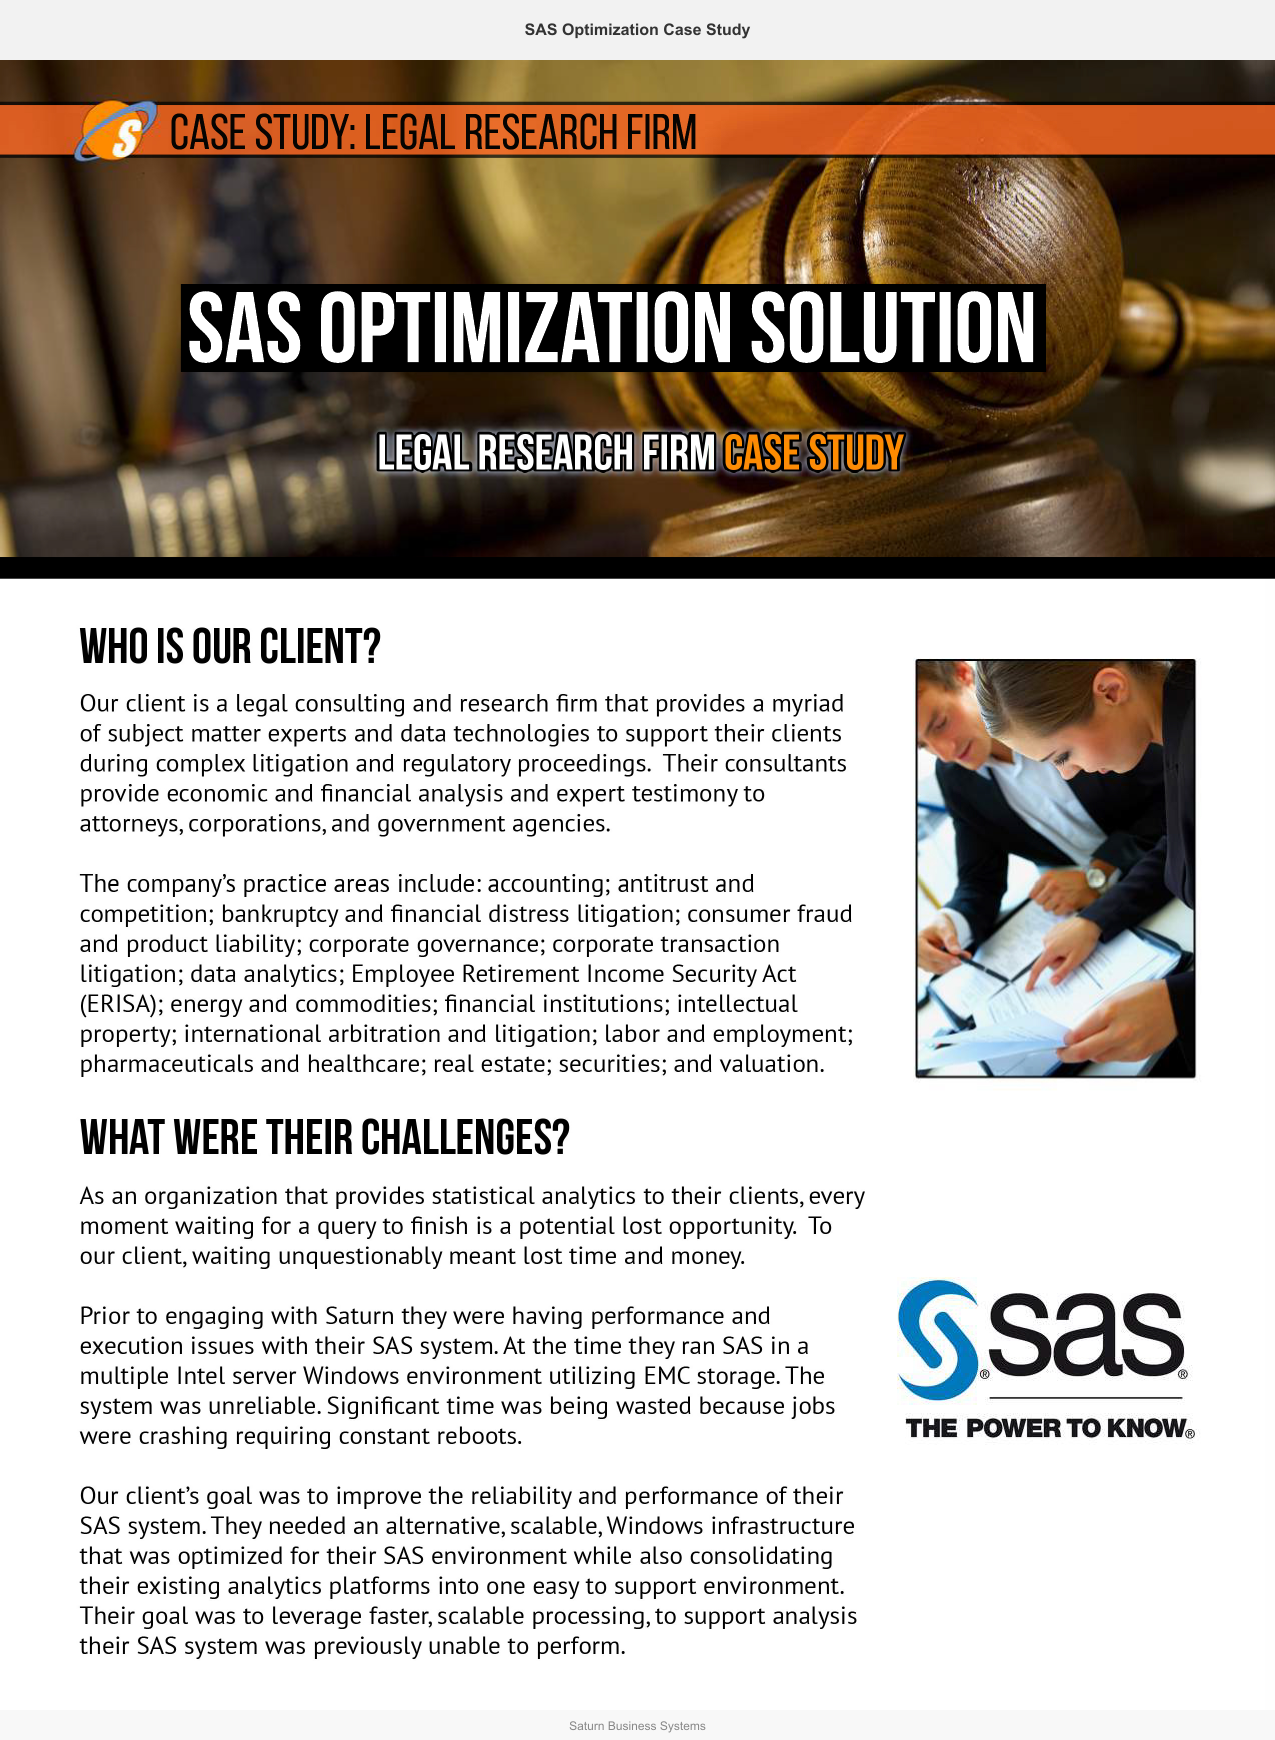 SAS Optimization Case Study
S
CASE STUDY: LEGAL RESEARCH FIRM
SAS OPTIMIZATION SOLUTION
LEGAL RESEARCH FIRM CASE STUDY
WHO IS OUR CLIENT?
Our client is a legal consulting and research firm that provides a myriad
of subject matter experts and data technologies to support their clients
during complex litigation and regulatory proceedings.  Their consultants
provide economic and financial analysis and expert testimony to
attorneys, corporations, and government agencies.
The company’s practice areas include: accounting; antitrust and
competition; bankruptcy and financial distress litigation; consumer fraud
and product liability; corporate governance; corporate transaction
litigation; data analytics; Employee Retirement Income Security Act
(ERISA); energy and commodities; financial institutions; intellectual
property; international arbitration and litigation; labor and employment;
pharmaceuticals and healthcare; real estate; securities; and valuation.
WHAT WERE THEIR CHALLENGES?
As an organization that provides statistical analytics to their clients, every
moment waiting for a query to finish is a potential lost opportunity.  To
our client, waiting unquestionably meant lost time and money.
Prior to engaging with Saturn they were having performance and
execution issues with their SAS system. At the time they ran SAS in a
multiple Intel server Windows environment utilizing EMC storage. The
system was unreliable. Significant time was being wasted because jobs
were crashing requiring constant reboots.
Our client’s goal was to improve the reliability and performance of their
SAS system. They needed an alternative, scalable, Windows infrastructure
that was optimized for their SAS environment while also consolidating
their existing analytics platforms into one easy to support environment.
Their goal was to leverage faster, scalable processing, to support analysis
their SAS system was previously unable to perform.
®sas®
THE POWER TO KNOW®
Saturn Business Systems